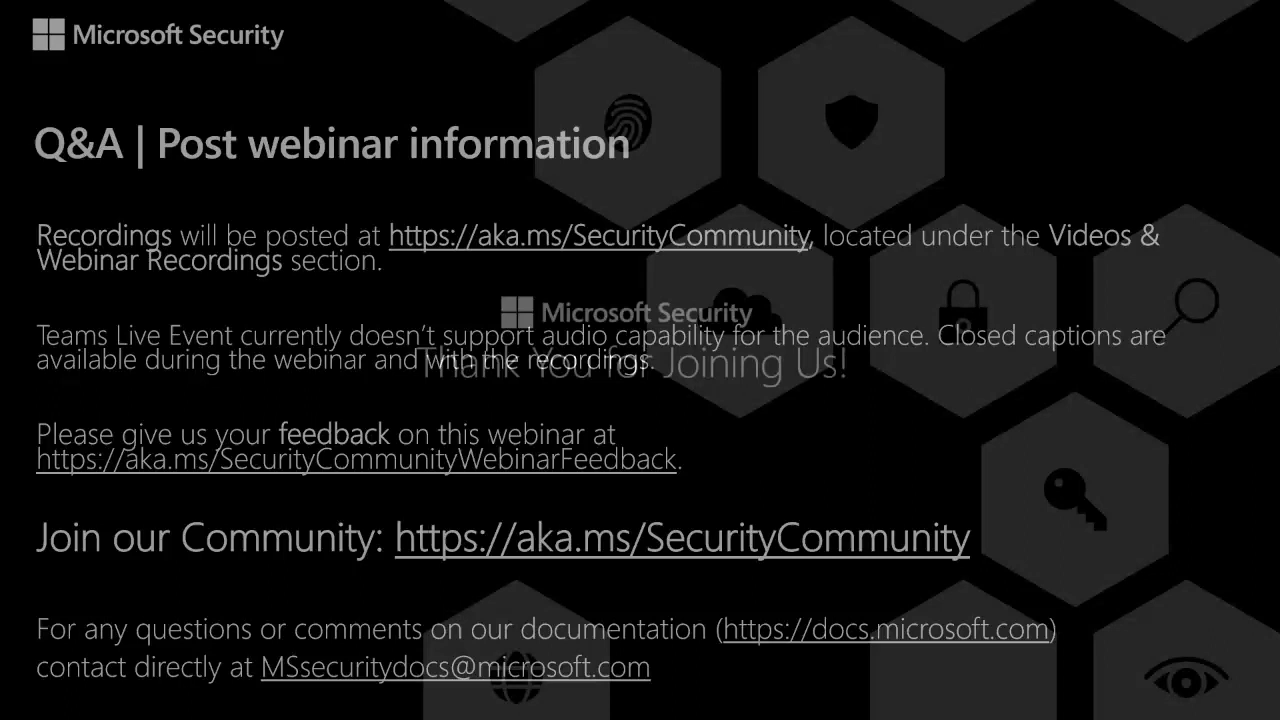 Microsoft Security
Q&A | Post webinar information
Recordings will be posted at https://aka.ms/SecurityCommunity, located under the Videos &
Webinar Recordings section.
Microsoft Security
Teams Live Event currently doesn't support audio capability for the audience. Closed captions are
available during the webinar and with the recordings.
Thank You for Joining Us!
Please give us your feedback on this webinar at
https://aka.ms/SecurityCommunityWebinarFeedback.
Join our Community: https://aka.ms/SecurityCommunity
For any questions or comments on our documentation (https://docs.microsoft.com)
contact directly at MSsecuritydocs@microsoft.com